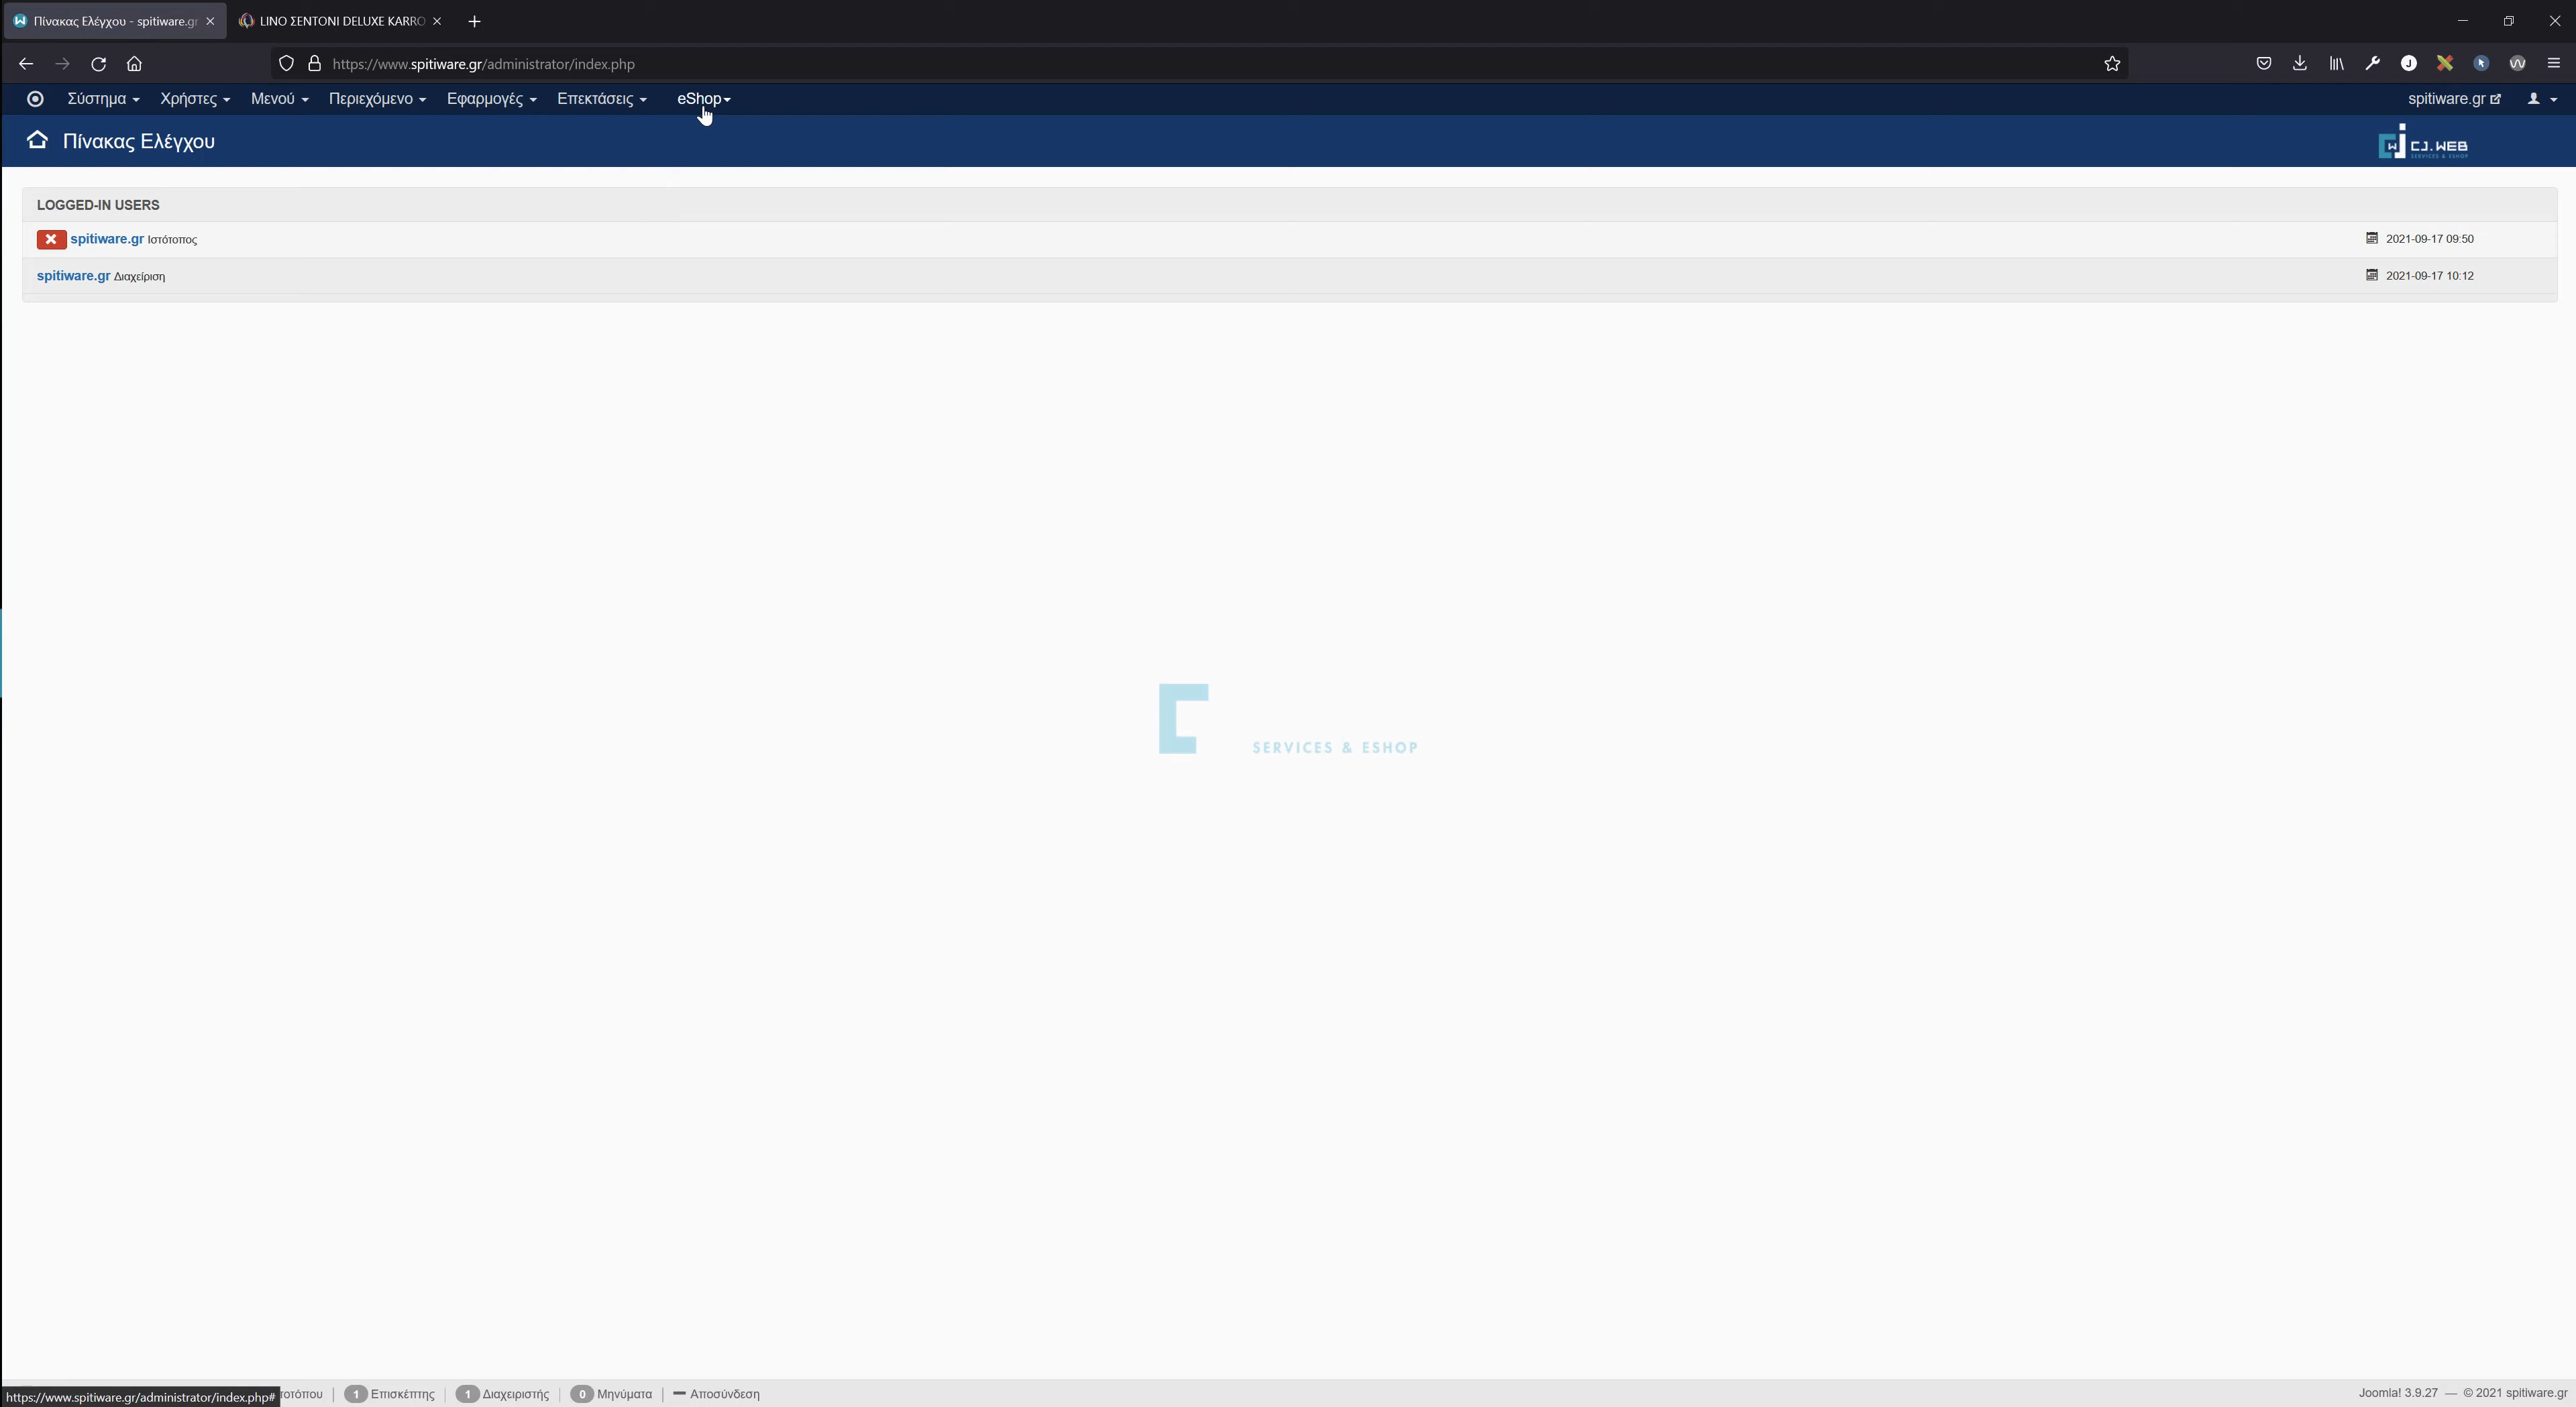 Πίνακας Ελέγχου - spitiware.gr
LINO ΣΕΝΤΟΝΙ DELUXE KARRO
https://www.spitiware.gr/administrator/index.php
Σύστημα Χρήστες Μενού Περιεχόμενο Εφαρμογές Επεκτάσεις eShop spitiware.gr
Πίνακας Ελέγχου
CJ.WEB
SERVICES & ESHOP
LOGGED-IN USERS
spitiware.gr Ιστότοπος 2021-09-17 09:50
spitiware.gr Διαχείριση 2021-09-17 10:12
SERVICES & ESHOP
https://www.spitiware.gr/administrator/index.php# τοτόπου 1 Επισκέπτης 1 Διαχειριστής 0 Μηνύματα Αποσύνδεση Joomla! 3.9.27 — © 2021 spitiware.gr